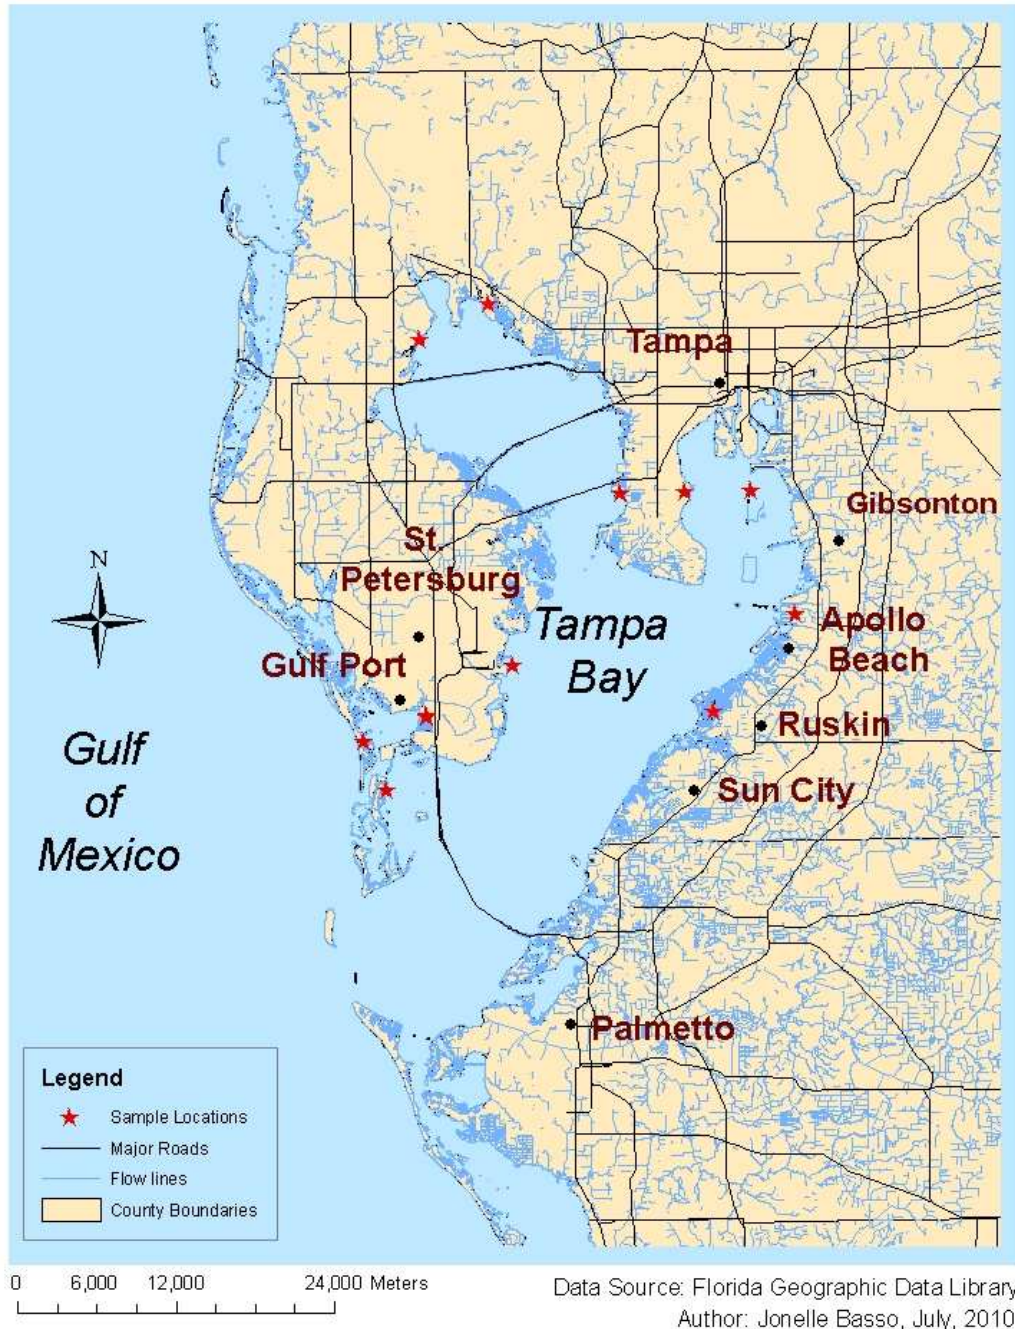 Tampa
Gibsonton
St.
Petersburg
Tampa
Bay
Apollo
Beach
Gulf Port
Ruskin
Gulf
of
Mexico
Sun City
N
Palmetto
Legend
Sample Locations
Major Roads
Flow lines
County Boundaries
0 6,000 12,000 24,000 Meters
Data Source: Florida Geographic Data Library
Author: Jonelle Basso, July, 2010